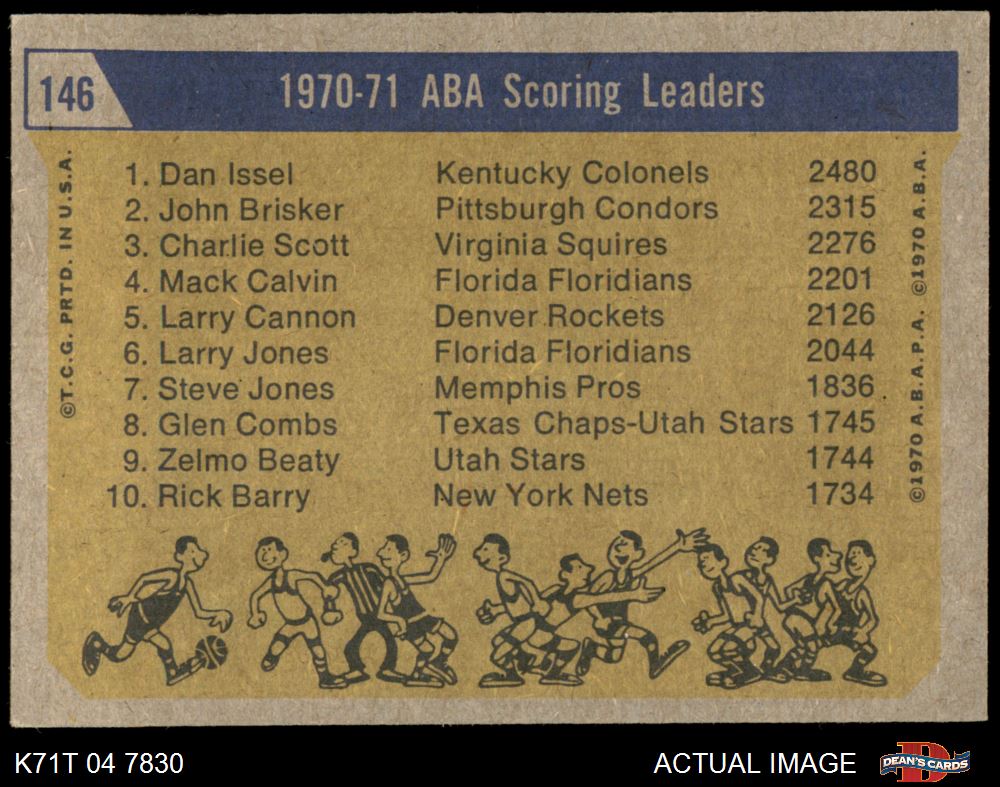 146
1970-71 ABA Scoring Leaders
1. Dan Issel Kentucky Colonels 2480
2. John Brisker Pittsburgh Condors 2315
3. Charlie Scott Virginia Squires 2276
4. Mack Calvin Florida Floridians 2201
5. Larry Cannon Denver Rockets 2126
6. Larry Jones Florida Floridians 2044
7. Steve Jones Memphis Pros 1836
8. Glen Combs Texas Chaps-Utah Stars 1745
9. Zelmo Beaty Utah Stars 1744
10. Rick Barry New York Nets 1734
©T.C.G. PRTD. IN U.S.A.
©1970 A.B.A.P.A. ©1970 A.B.A.
K71T 04 7830
ACTUAL IMAGE
D
DEAN'S CARDS